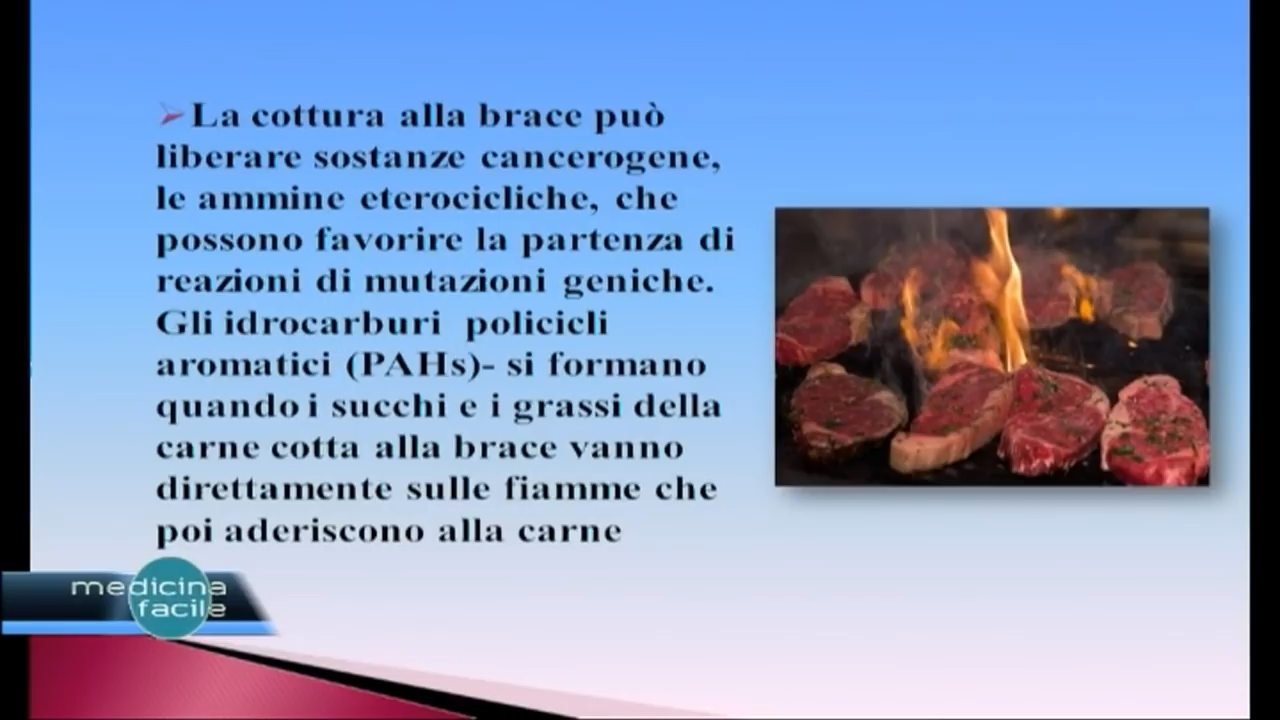 La cottura alla brace può
liberare sostanze cancerogene,
le ammine eterocicliche, che
possono favorire la partenza di
reazioni di mutazioni geniche.
Gli idrocarburi policicli
aromatici (PAHs)- si formano
quando i succhi e i grassi della
carne cotta alla brace vanno
direttamente sulle fiamme che
poi aderiscono alla carne
medicina
facile